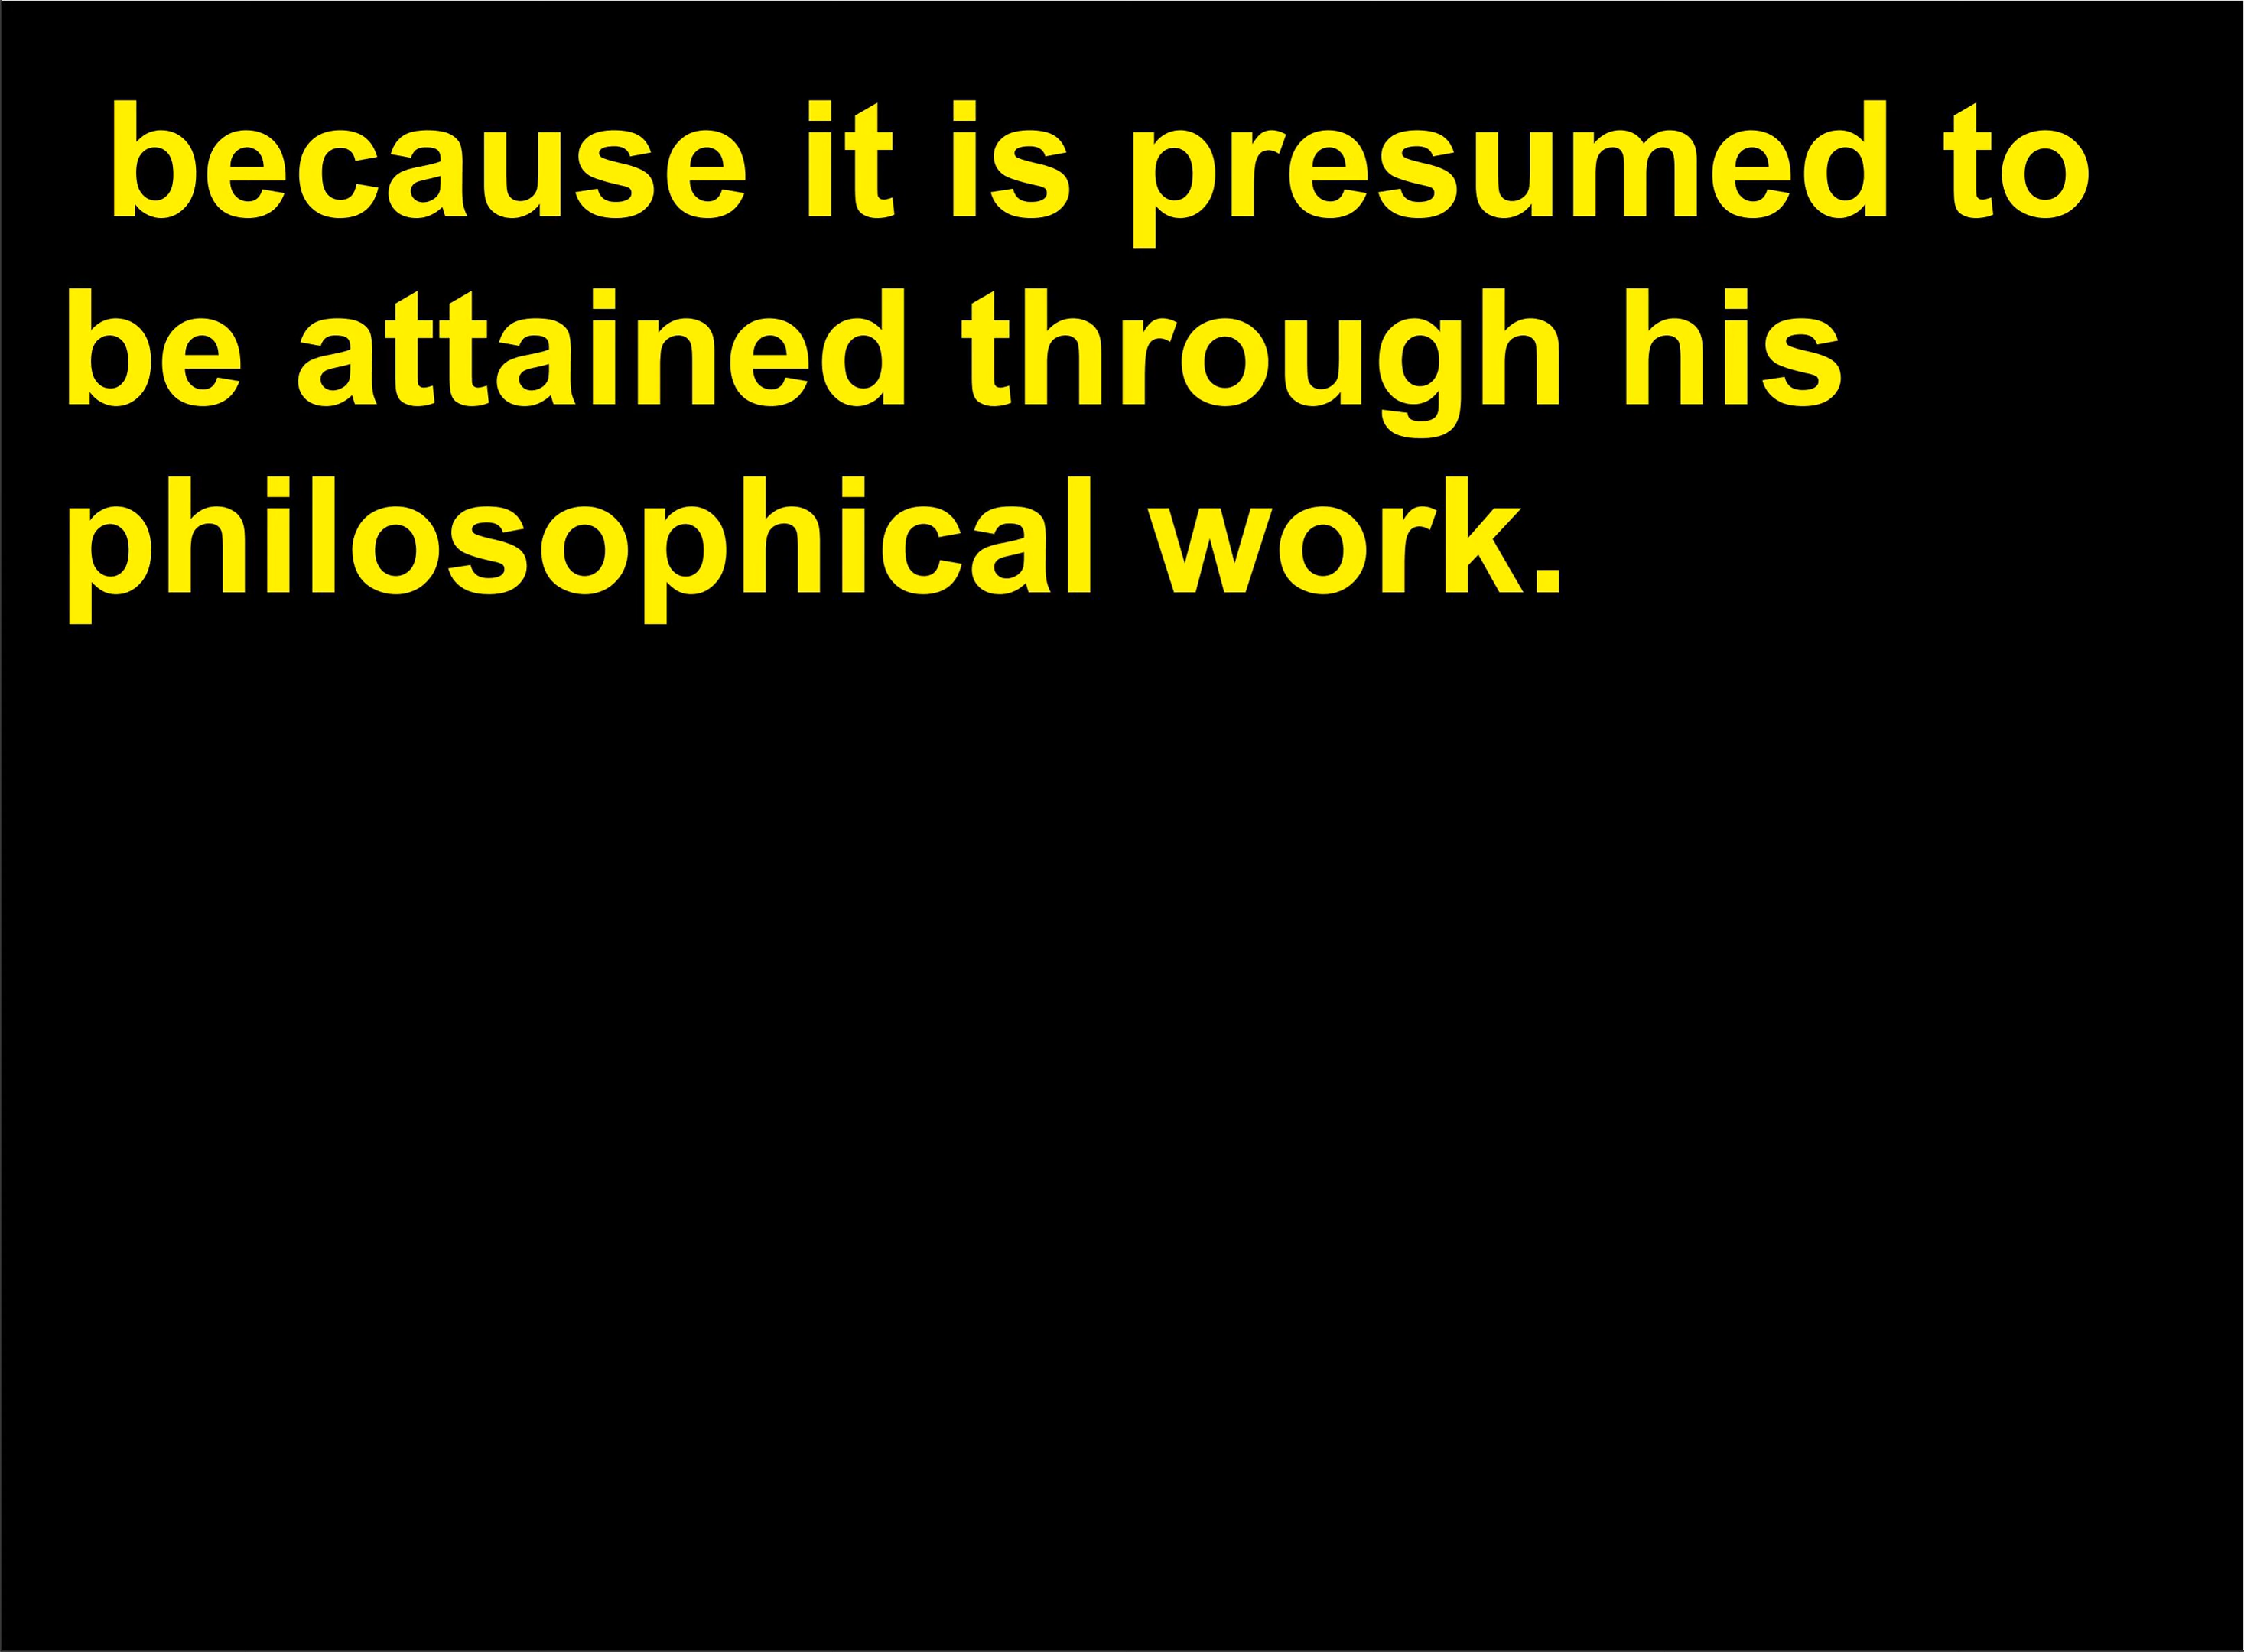 because it is presumed to
be attained through his
philosophical work.